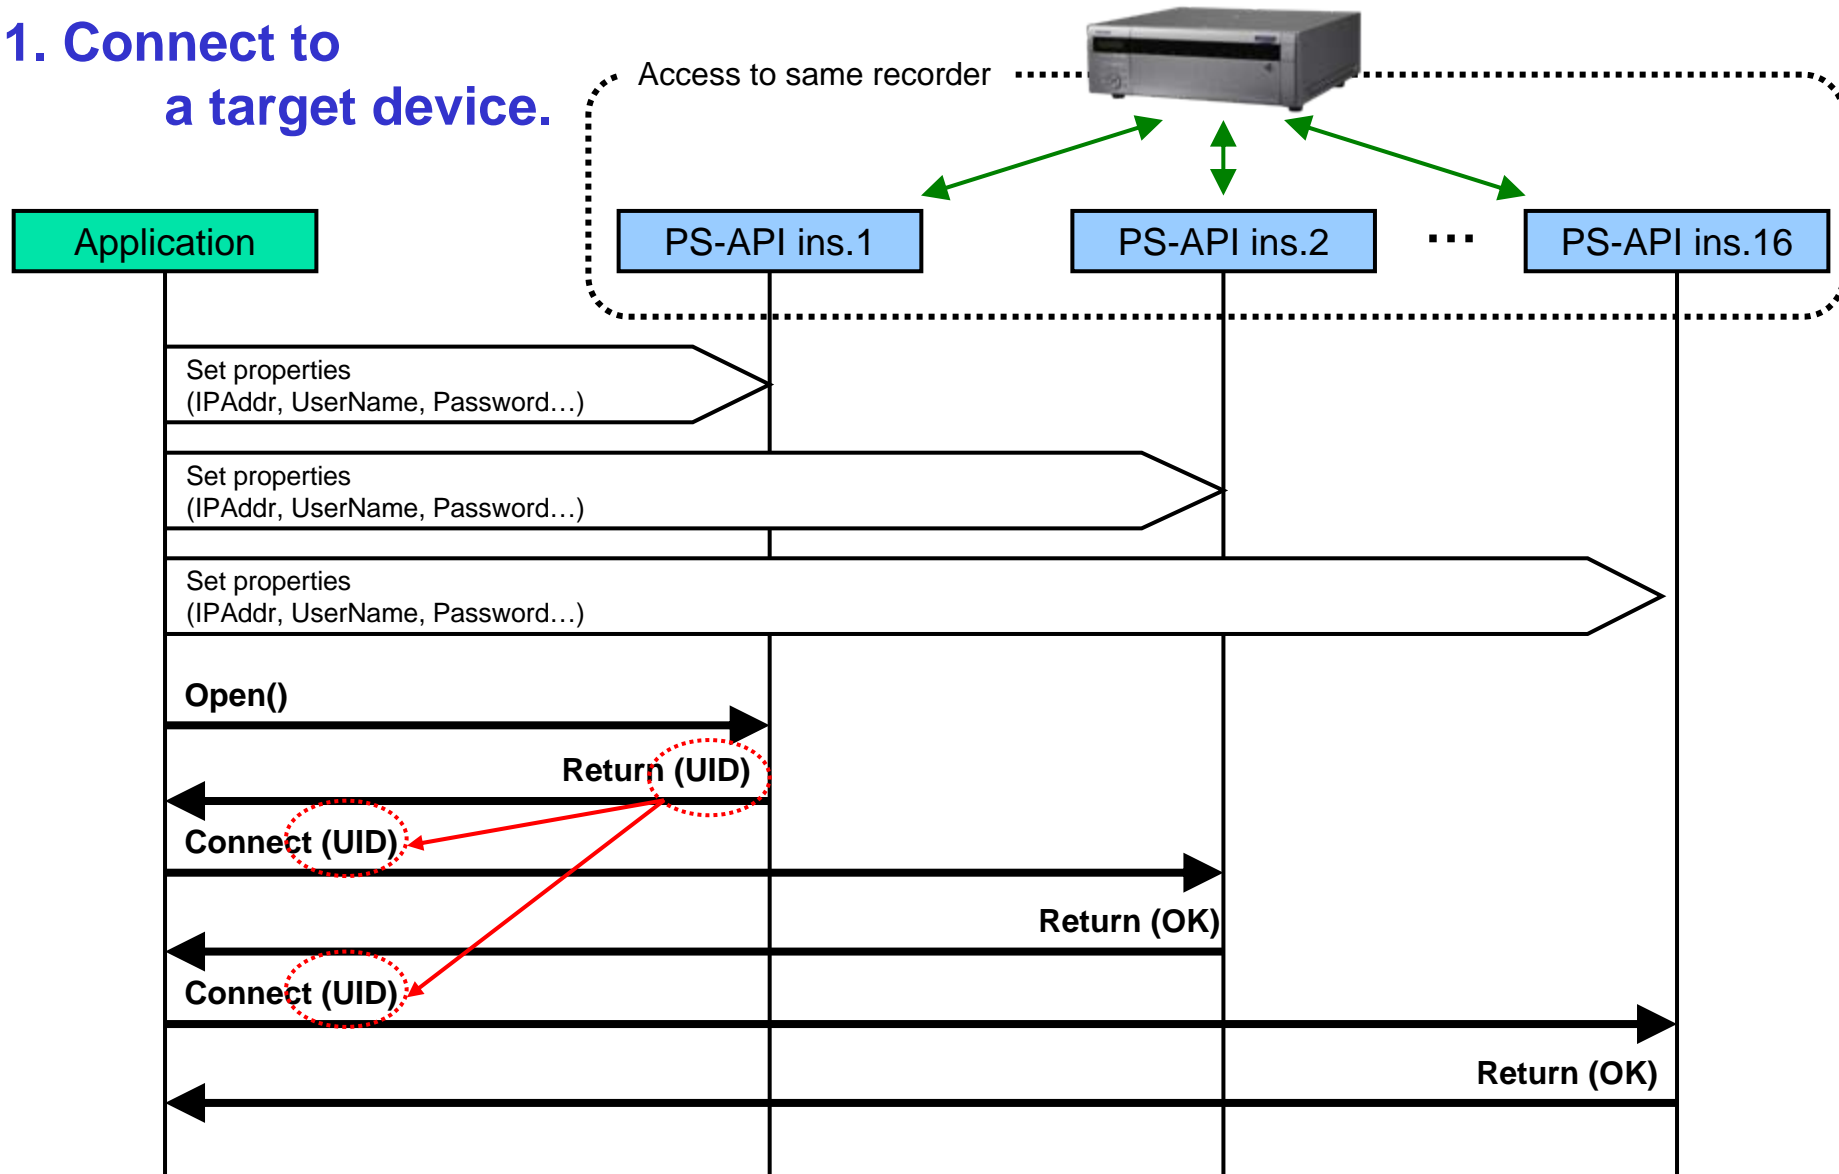 1. Connect to
a target device.
Access to same recorder
Application
PS-API ins.1
PS-API ins.2
...
PS-API ins.16
Set properties
(IPAddr, UserName, Password…)
Set properties
(IPAddr, UserName, Password…)
Set properties
(IPAddr, UserName, Password…)
Open()
Return (UID)
Connect (UID)
Return (OK)
Connect (UID)
Return (OK)